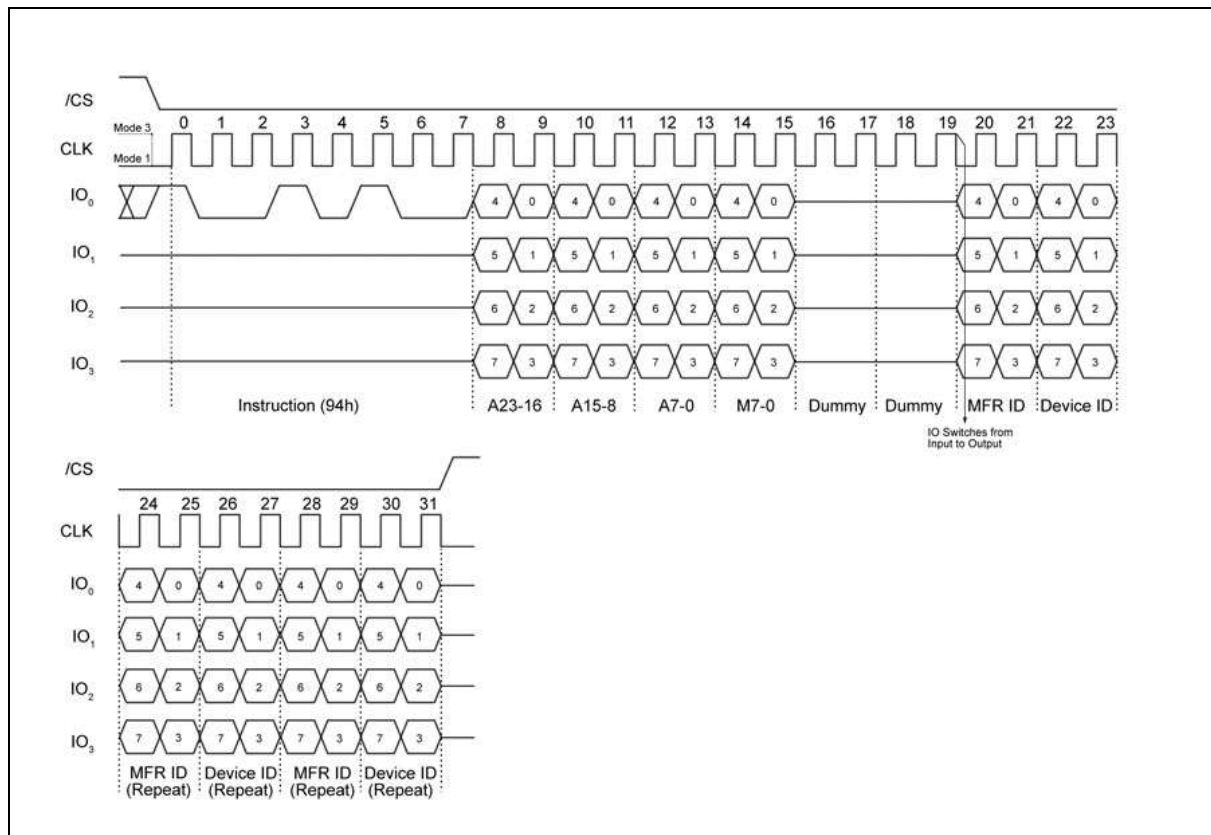 /CS
Mode 3
0 1 2 3 4 5 6 7 8 9 10 11 12 13 14 15 16 17 18 19 20 21 22 23
CLK
Mode 1
IO0 4 0 4 0 4 0 4 0 4 0 4 0
IO1 5 1 5 1 5 1 5 1 5 1 5 1
IO2 6 2 6 2 6 2 6 2 6 2 6 2
IO3 7 3 7 3 7 3 7 3 7 3 7 3
Instruction (94h) A23-16 A15-8 A7-0 M7-0 Dummy Dummy MFR ID Device ID
IO Switches from
Input to Output
/CS
24 25 26 27 28 29 30 31
CLK
IO0 4 0 4 0 4 0 4 0
IO1 5 1 5 1 5 1 5 1
IO2 6 2 6 2 6 2 6 2
IO3 7 3 7 3 7 3 7 3
MFR ID Device ID MFR ID Device ID
(Repeat) (Repeat) (Repeat) (Repeat)